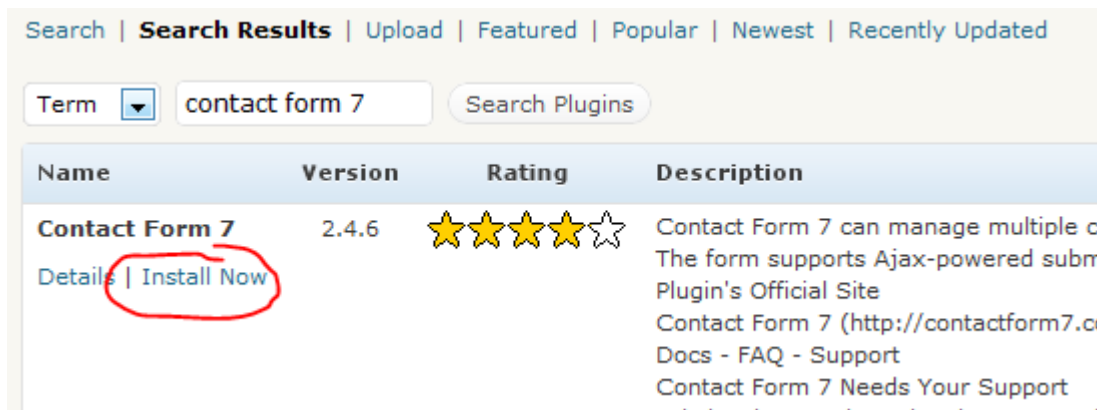 Search | Search Results | Upload | Featured | Popular | Newest | Recently Updated
Term contact form 7 Search Plugins
Name Version Rating Description
Contact Form 7 2.4.6 Contact Form 7 can manage multiple c
Details | Install Now The form supports Ajax-powered subm
Plugin's Official Site
Contact Form 7 (http://contactform7.c
Docs - FAQ - Support
Contact Form 7 Needs Your Support